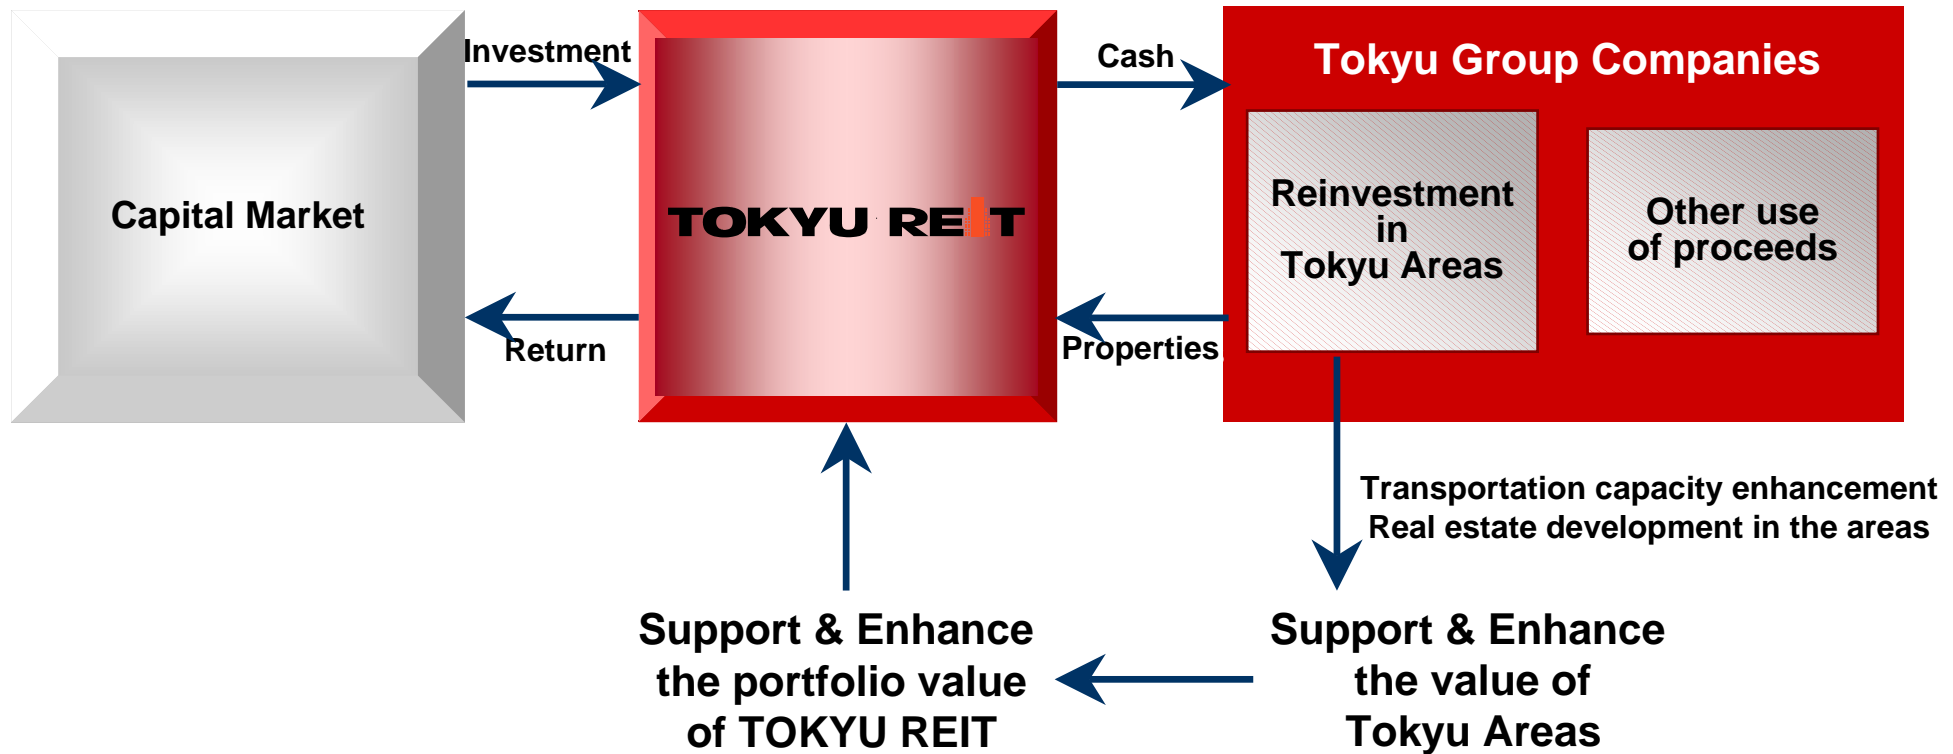 Investment
Cash
Tokyu Group Companies
Capital Market
TOKYU REIT
Reinvestment
in
Tokyu Areas
Other use
of proceeds
Return
Properties
Transportation capacity enhancement
Real estate development in the areas
Support & Enhance
the portfolio value
of TOKYU REIT
Support & Enhance
the value of
Tokyu Areas